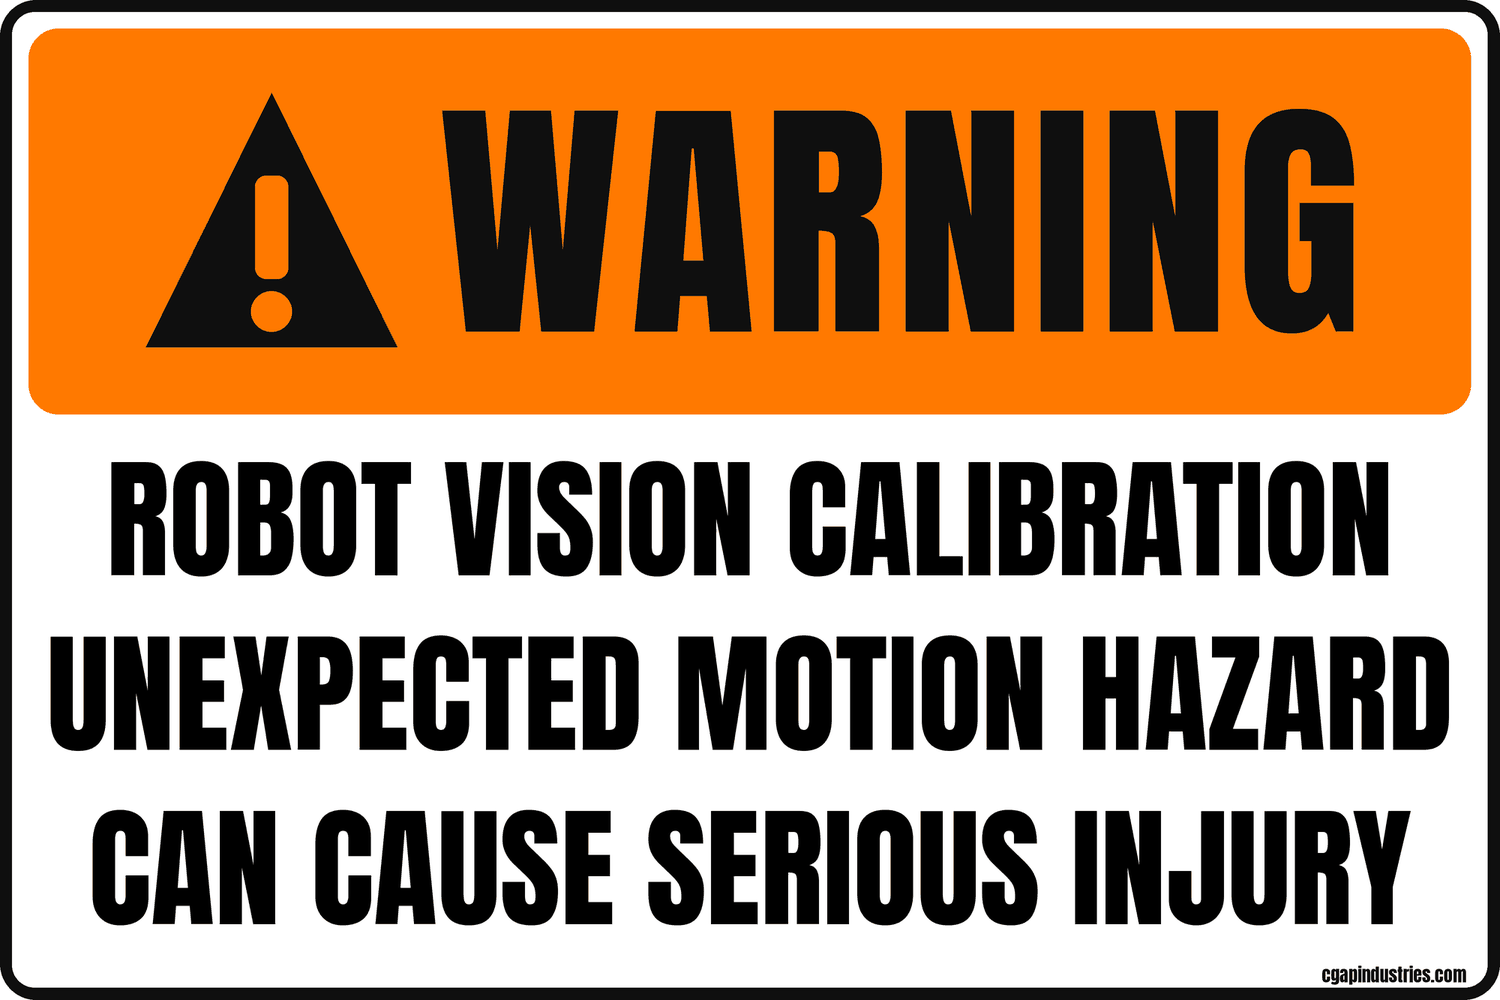 WARNING
ROBOT VISION CALIBRATION
UNEXPECTED MOTION HAZARD
CAN CAUSE SERIOUS INJURY
cgapindustries.com